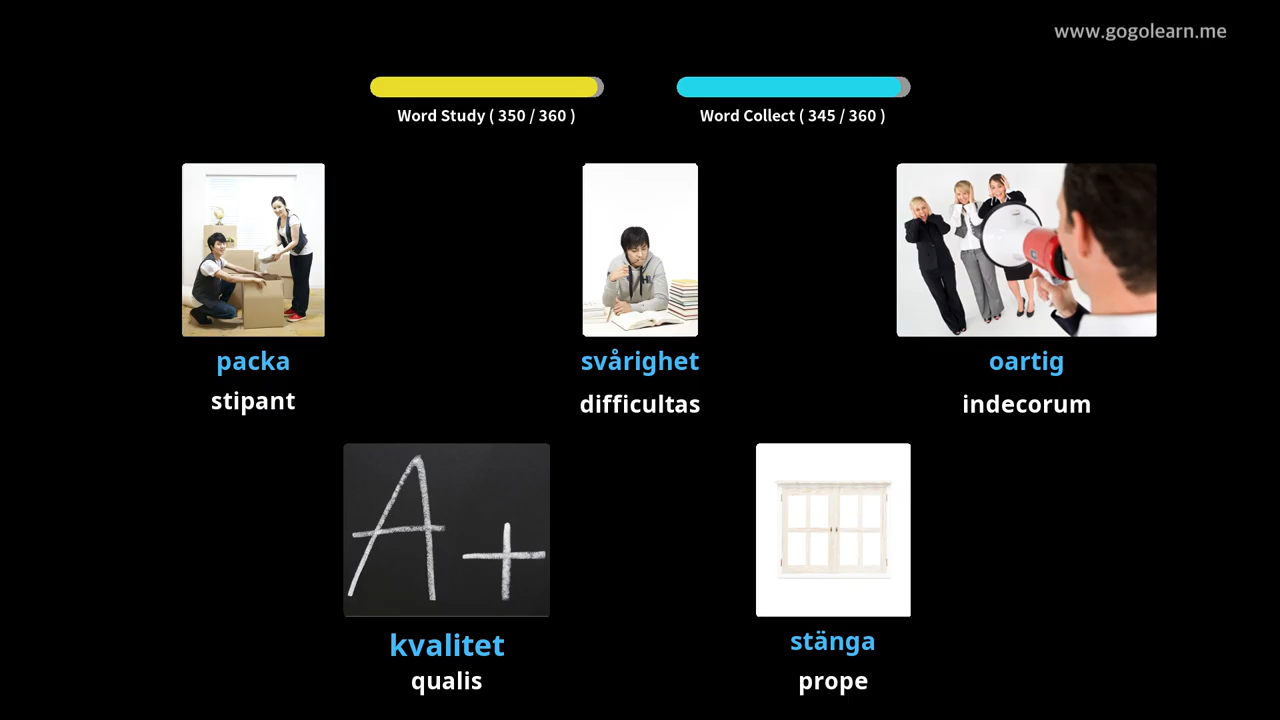 www.gogolearn.me
Word Study ( 350 / 360 )
Word Collect ( 345 / 360 )
packa
stipant
svårighet
difficultas
oartig
indecorum
A+
kvalitet
qualis
stänga
prope